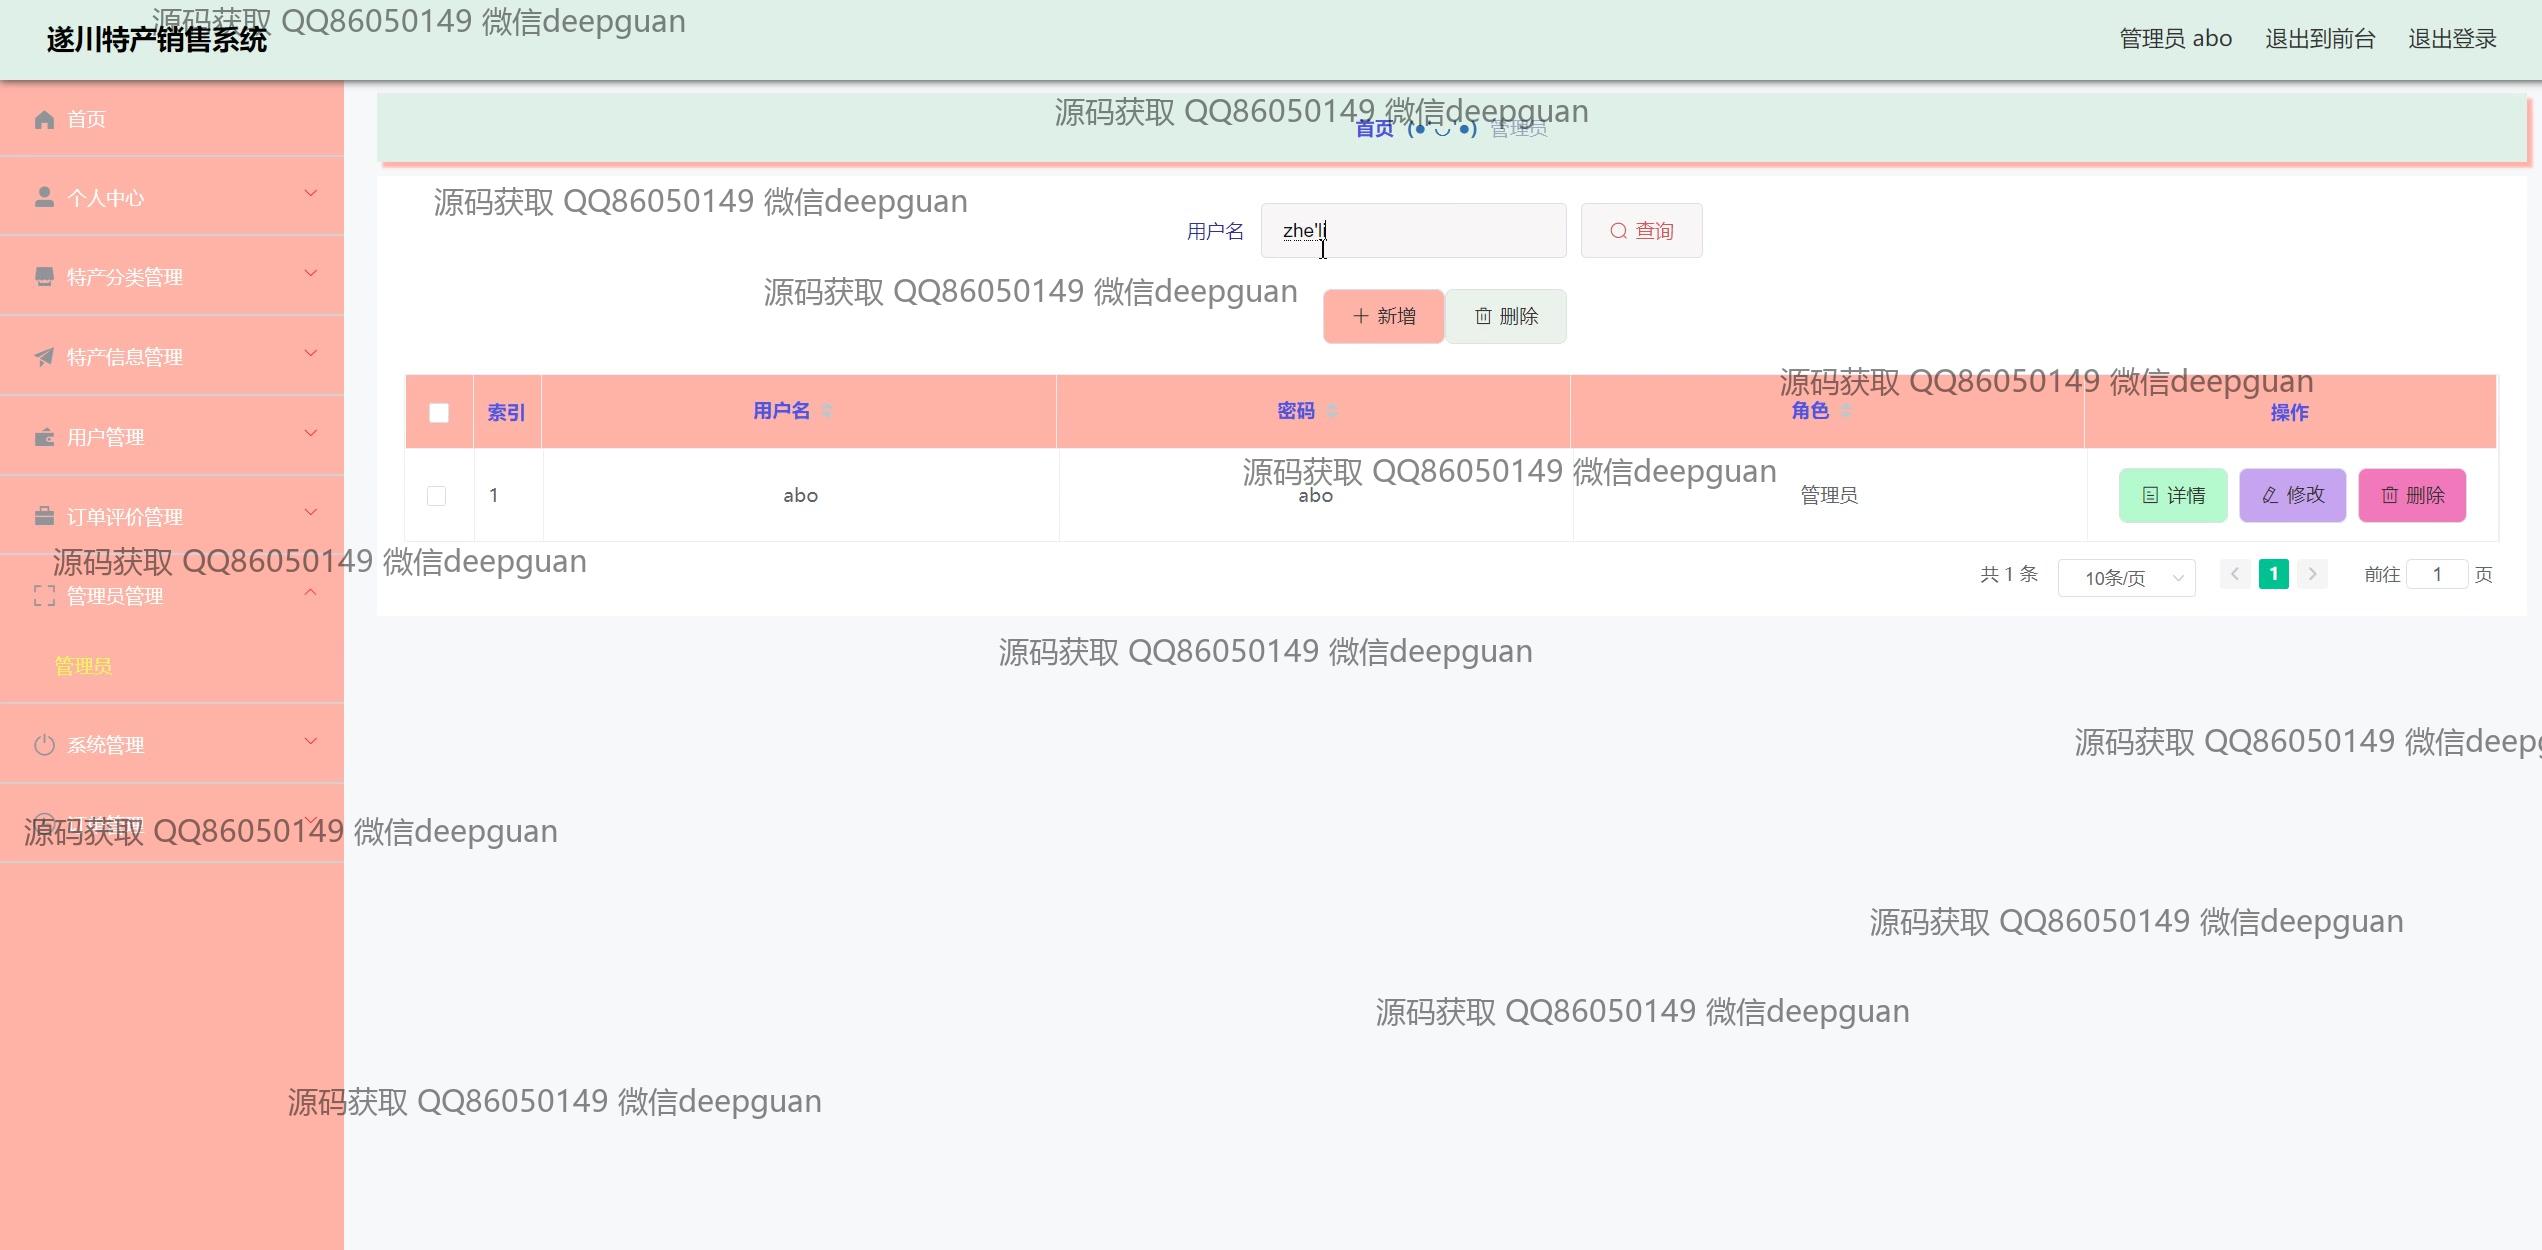 源码获取 QQ86050149 微信deepguan
遂川特产销售系统
管理员 abo 退出到前台 退出登录
源码获取 QQ86050149 微信deepguan
首页 (●'◡'●) 管理员
首页
个人中心
特产分类管理
特产信息管理
用户管理
订单评价管理
管理员管理
管理员
系统管理
源码获取 QQ86050149 微信deepguan
用户名 zhe'li 查询
源码获取 QQ86050149 微信deepguan
新增 删除
源码获取 QQ86050149 微信deepguan
索引 用户名 密码 角色 操作
源码获取 QQ86050149 微信deepguan
1 abo abo 管理员 详情 修改 删除
源码获取 QQ86050149 微信deepguan
共 1 条 10条/页 1 前往 1 页
源码获取 QQ86050149 微信deepguan
源码获取 QQ86050149 微信deep
源码获取 QQ86050149 微信deepguan
源码获取 QQ86050149 微信deepguan
源码获取 QQ86050149 微信deepguan
源码获取 QQ86050149 微信deepguan